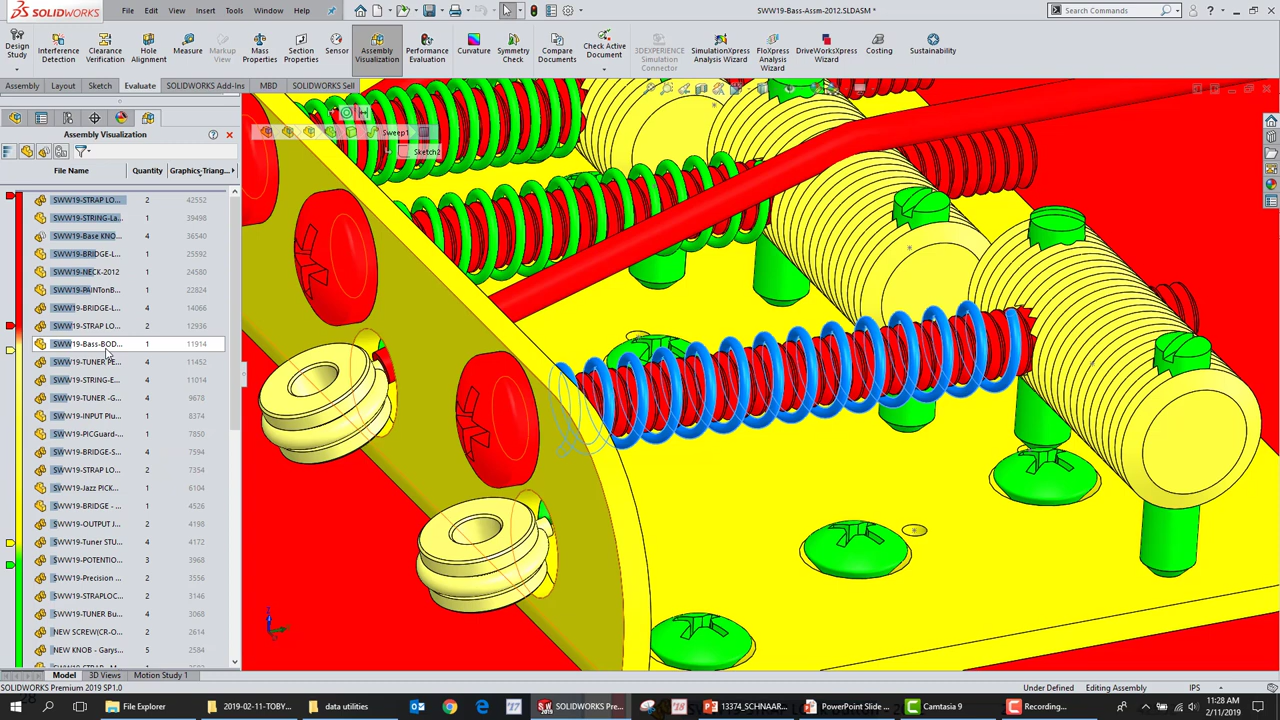 SOLIDWORKS File Edit View Insert Tools Window Help SWW19-Bass-Assm-2012.SLDASM * Search Commands
Design Study
Interference Detection
Clearance Verification
Hole Alignment
Measure
Markup View
Mass Properties
Section Properties
Sensor
Assembly Visualization
Performance Evaluation
Curvature
Symmetry Check
Compare Documents
Check Active Document
3DEXPERIENCE Simulation Connector
SimulationXpress Analysis Wizard
FloXpress Analysis Wizard
DriveWorksXpress Wizard
Costing
Sustainability
Assembly Layout Sketch Evaluate SOLIDWORKS Add-Ins MBD SOLIDWORKS Sell
Assembly Visualization
File Name Quantity Graphics-Triang...
SWW19-STRAP LO... 2 42552
SWW19-STRING-La... 1 39498
SWW19-Base KNO... 4 36540
SWW19-BRIDGE-L... 1 25592
SWW19-NECK-2012 1 24580
SWW19-PAINTonB... 1 22824
SWW19-BRIDGE-L... 4 14066
SWW19-STRAP LO... 2 12936
SWW19-Bass-BOD... 1 11914
SWW19-TUNER PE... 4 11452
SWW19-STRING-E... 4 11014
SWW19-TUNER -G... 4 9678
SWW19-INPUT Plu... 1 8374
SWW19-PICGuard-... 1 7850
SWW19-BRIDGE-S... 4 7594
SWW19-STRAP LO... 2 7354
SWW19-Jazz PICK... 1 6104
SWW19-BRIDGE - ... 1 4526
SWW19-OUTPUT J... 2 4198
SWW19-Tuner STU... 4 4172
SWW19-POTENTIO... 3 3968
SWW19-Precision ... 2 3556
SWW19-STRAPLOC... 2 3146
SWW19-TUNER Bu... 4 3068
NEW SCREW(CR-O... 2 2614
NEW KNOB - Garys... 5 2584
Sweep1
Sketch2
Model 3D Views Motion Study 1
SOLIDWORKS Premium 2019 SP1.0 Under Defined Editing Assembly IPS
File Explorer 2019-02-11-TOBY... data utilities SOLIDWORKS Pre... 13374_SCHNAAR... PowerPoint Slide ... Camtasia 9 Recording... 11:28 AM
2/11/2019